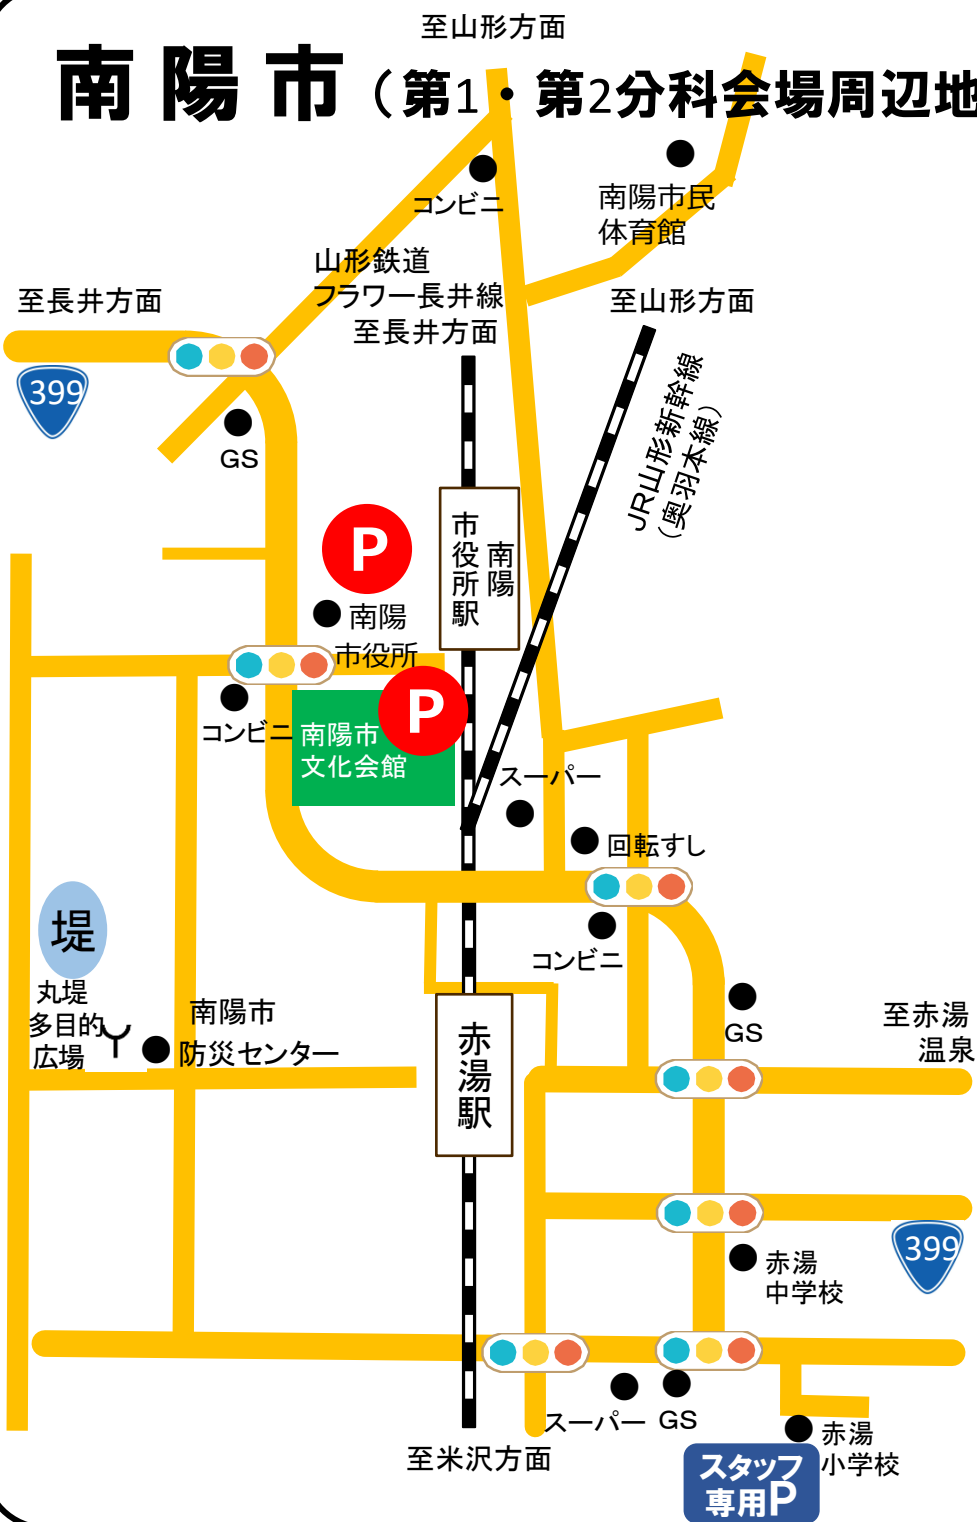 至山形方面
南陽市（第1・第2分科会場周辺地
コンビニ
南陽市民
体育館
山形鉄道
フラワー長井線
至長井方面
至長井方面
至山形方面
399
GS
JR山形新幹線
（奥羽本線）
P
南陽
市役所駅
南陽
市役所
P
コンビニ
南陽市
文化会館
スーパー
回転すし
堤
コンビニ
丸堤
多目的
広場
南陽市
防災センター
GS
赤湯駅
至赤湯
温泉
399
赤湯
中学校
スーパー
GS
赤湯
小学校
至米沢方面
スタッフ
専用P